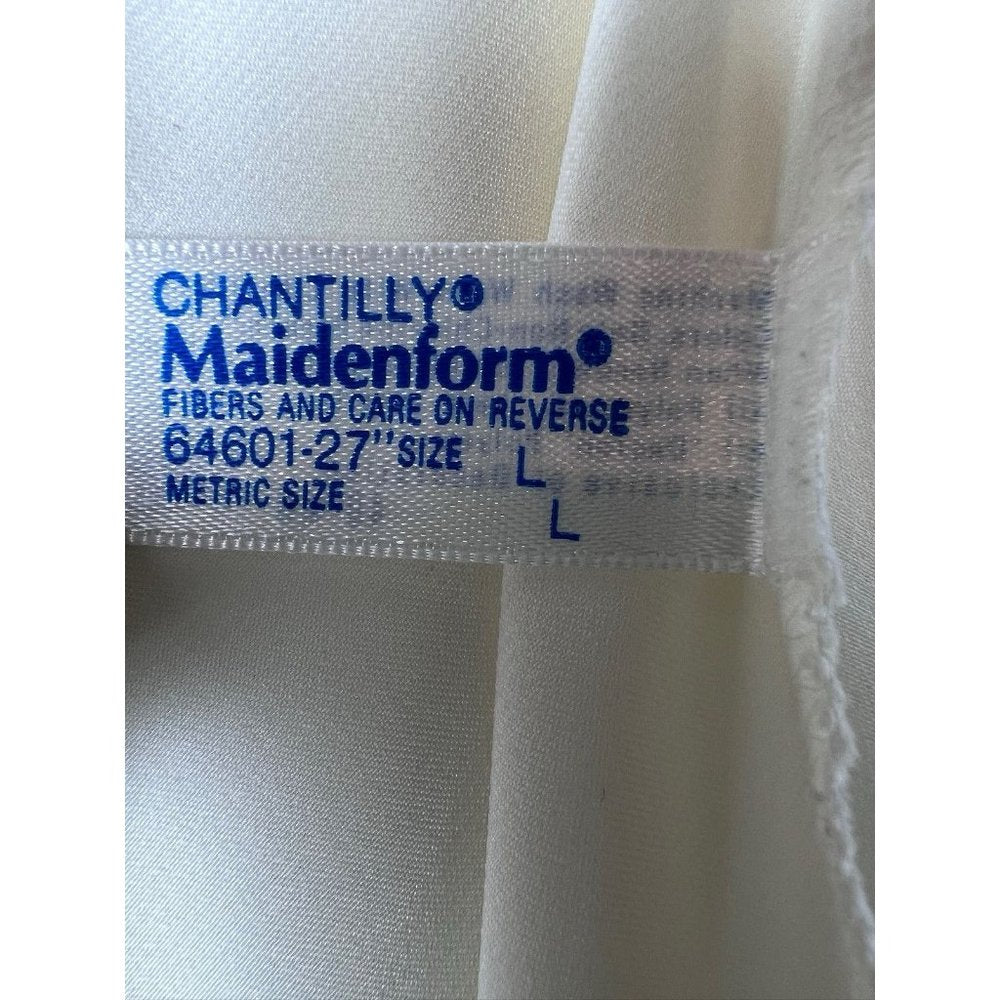 CHANTILLY®
Maidenform®
FIBERS AND CARE ON REVERSE
64601-27" SIZE L
METRIC SIZE L